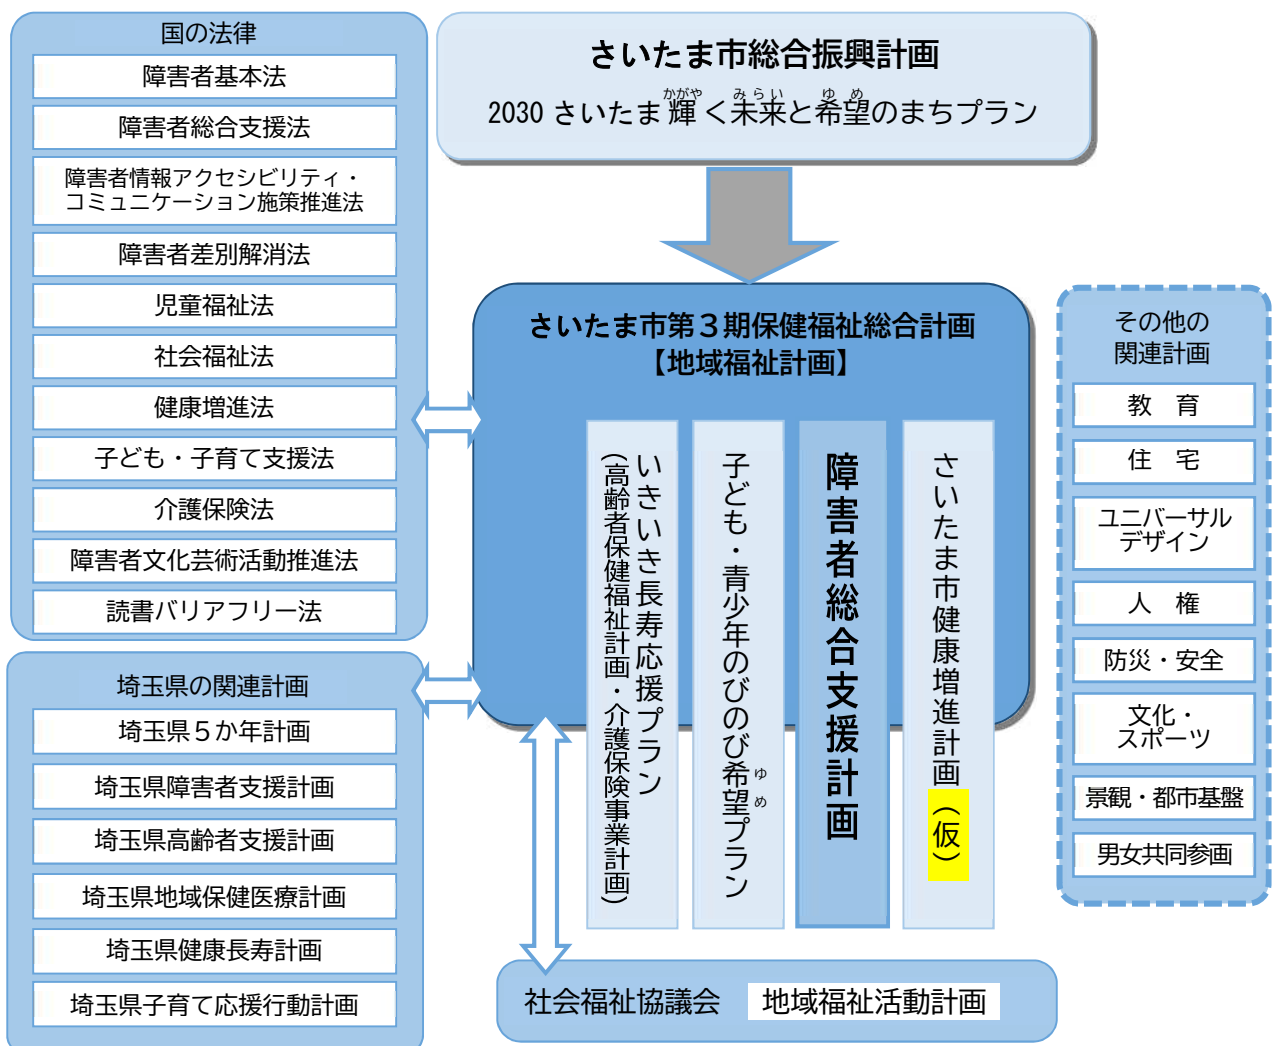 国の法律
障害者基本法
障害者総合支援法
障害者情報アクセシビリティ・
コミュニケーション施策推進法
障害者差別解消法
児童福祉法
社会福祉法
健康増進法
子ども・子育て支援法
介護保険法
障害者文化芸術活動推進法
読書バリアフリー法
埼玉県の関連計画
埼玉県５か年計画
埼玉県障害者支援計画
埼玉県高齢者支援計画
埼玉県地域保健医療計画
埼玉県健康長寿計画
埼玉県子育て応援行動計画
さいたま市総合振興計画
かがや みらい ゆめ
2030 さいたま輝く未来と希望のまちプラン
さいたま市第３期保健福祉総合計画
【地域福祉計画】
いきいき長寿応援プラン
(高齢者保健福祉計画・介護保険事業計画)
子ども・青少年のびのび希望プラン
ゆめ
障害者総合支援計画
さいたま市健康増進計画(仮)
社会福祉協議会 地域福祉活動計画
その他の
関連計画
教　育
住　宅
ユニバーサル
デザイン
人　権
防災・安全
文化・
スポーツ
景観・都市基盤
男女共同参画